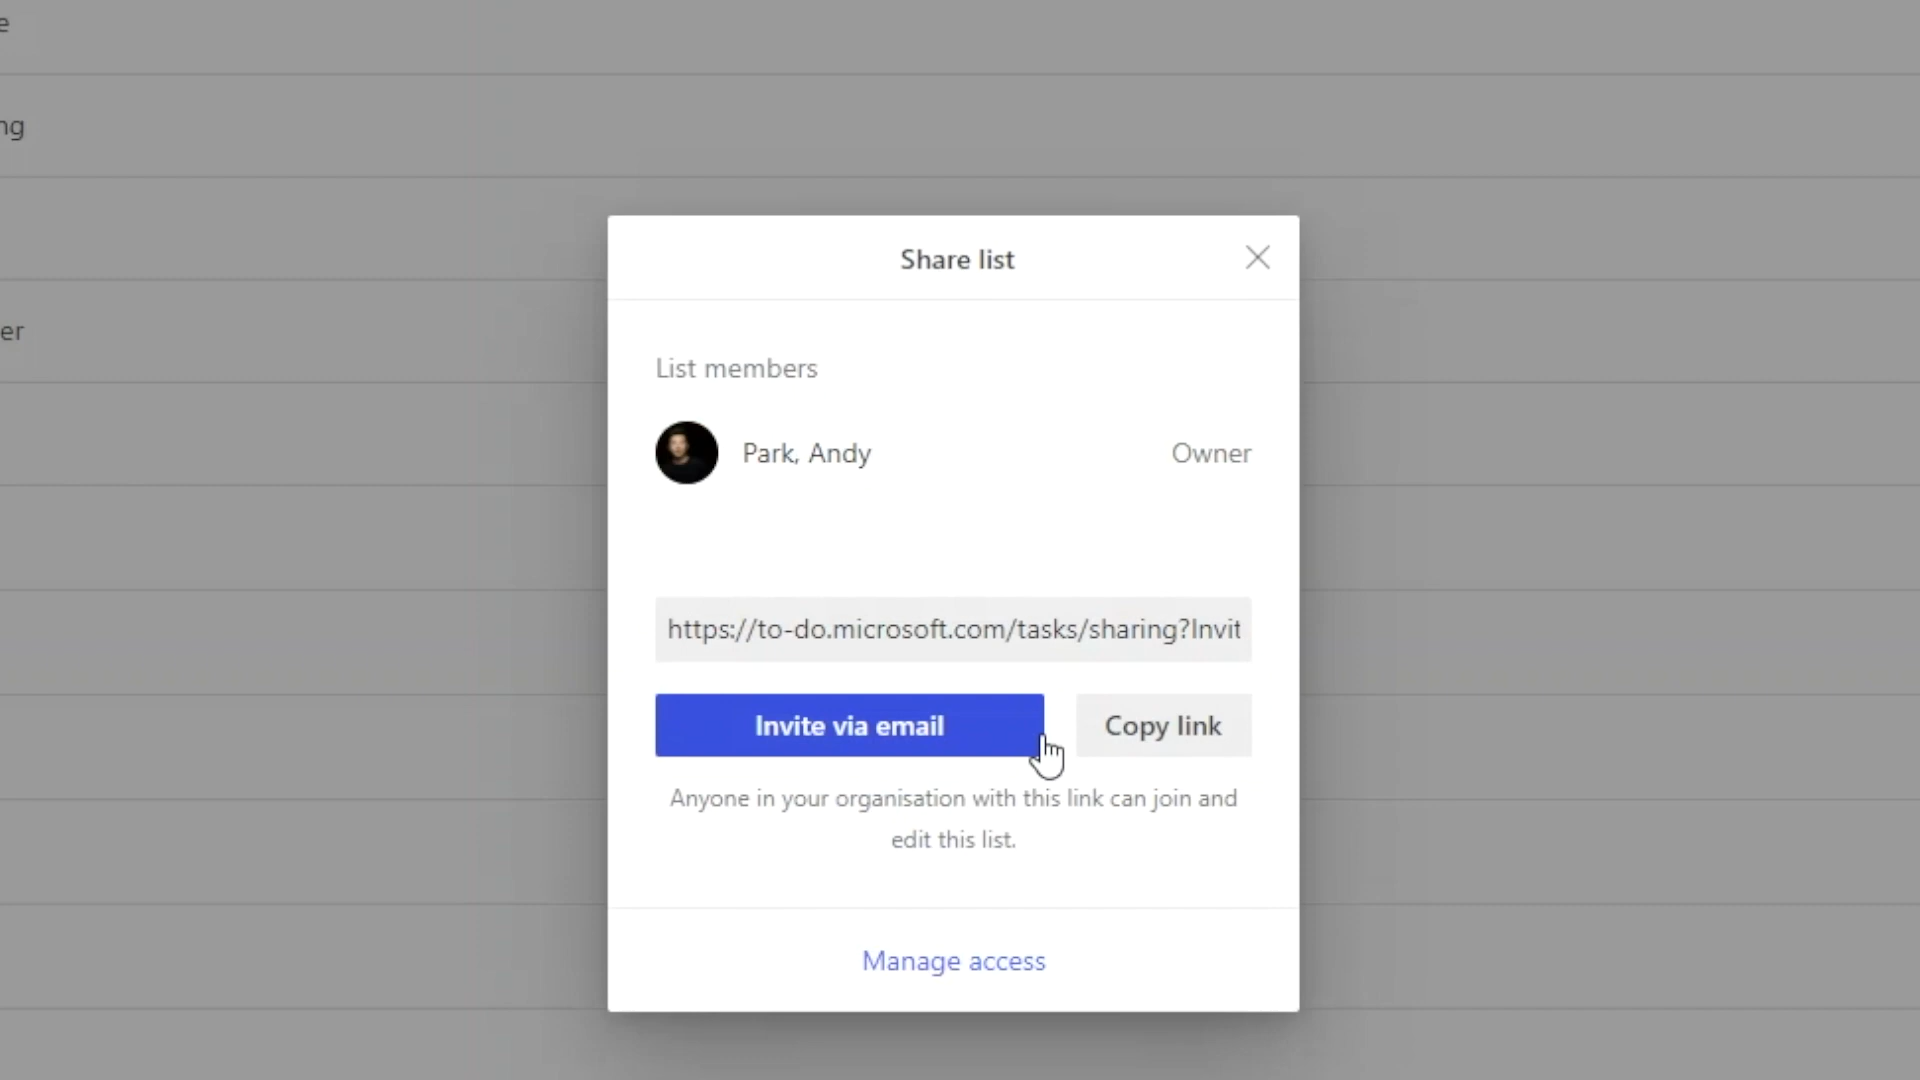 Share list
List members
Park, Andy Owner
https://to-do.microsoft.com/tasks/sharing?Invit
Invite via email Copy link
Anyone in your organisation with this link can join and
edit this list.
Manage access